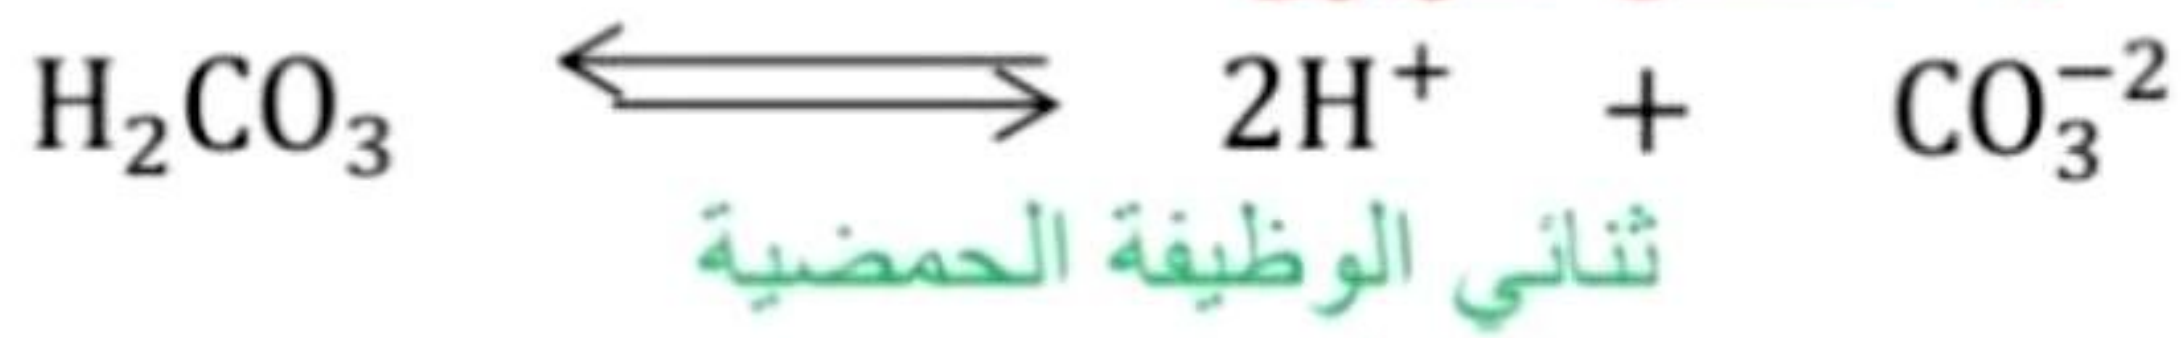 H₂CO₃ ⇌ 2H⁺ + CO₃⁻²
ثنائي الوظيفة الحمضية